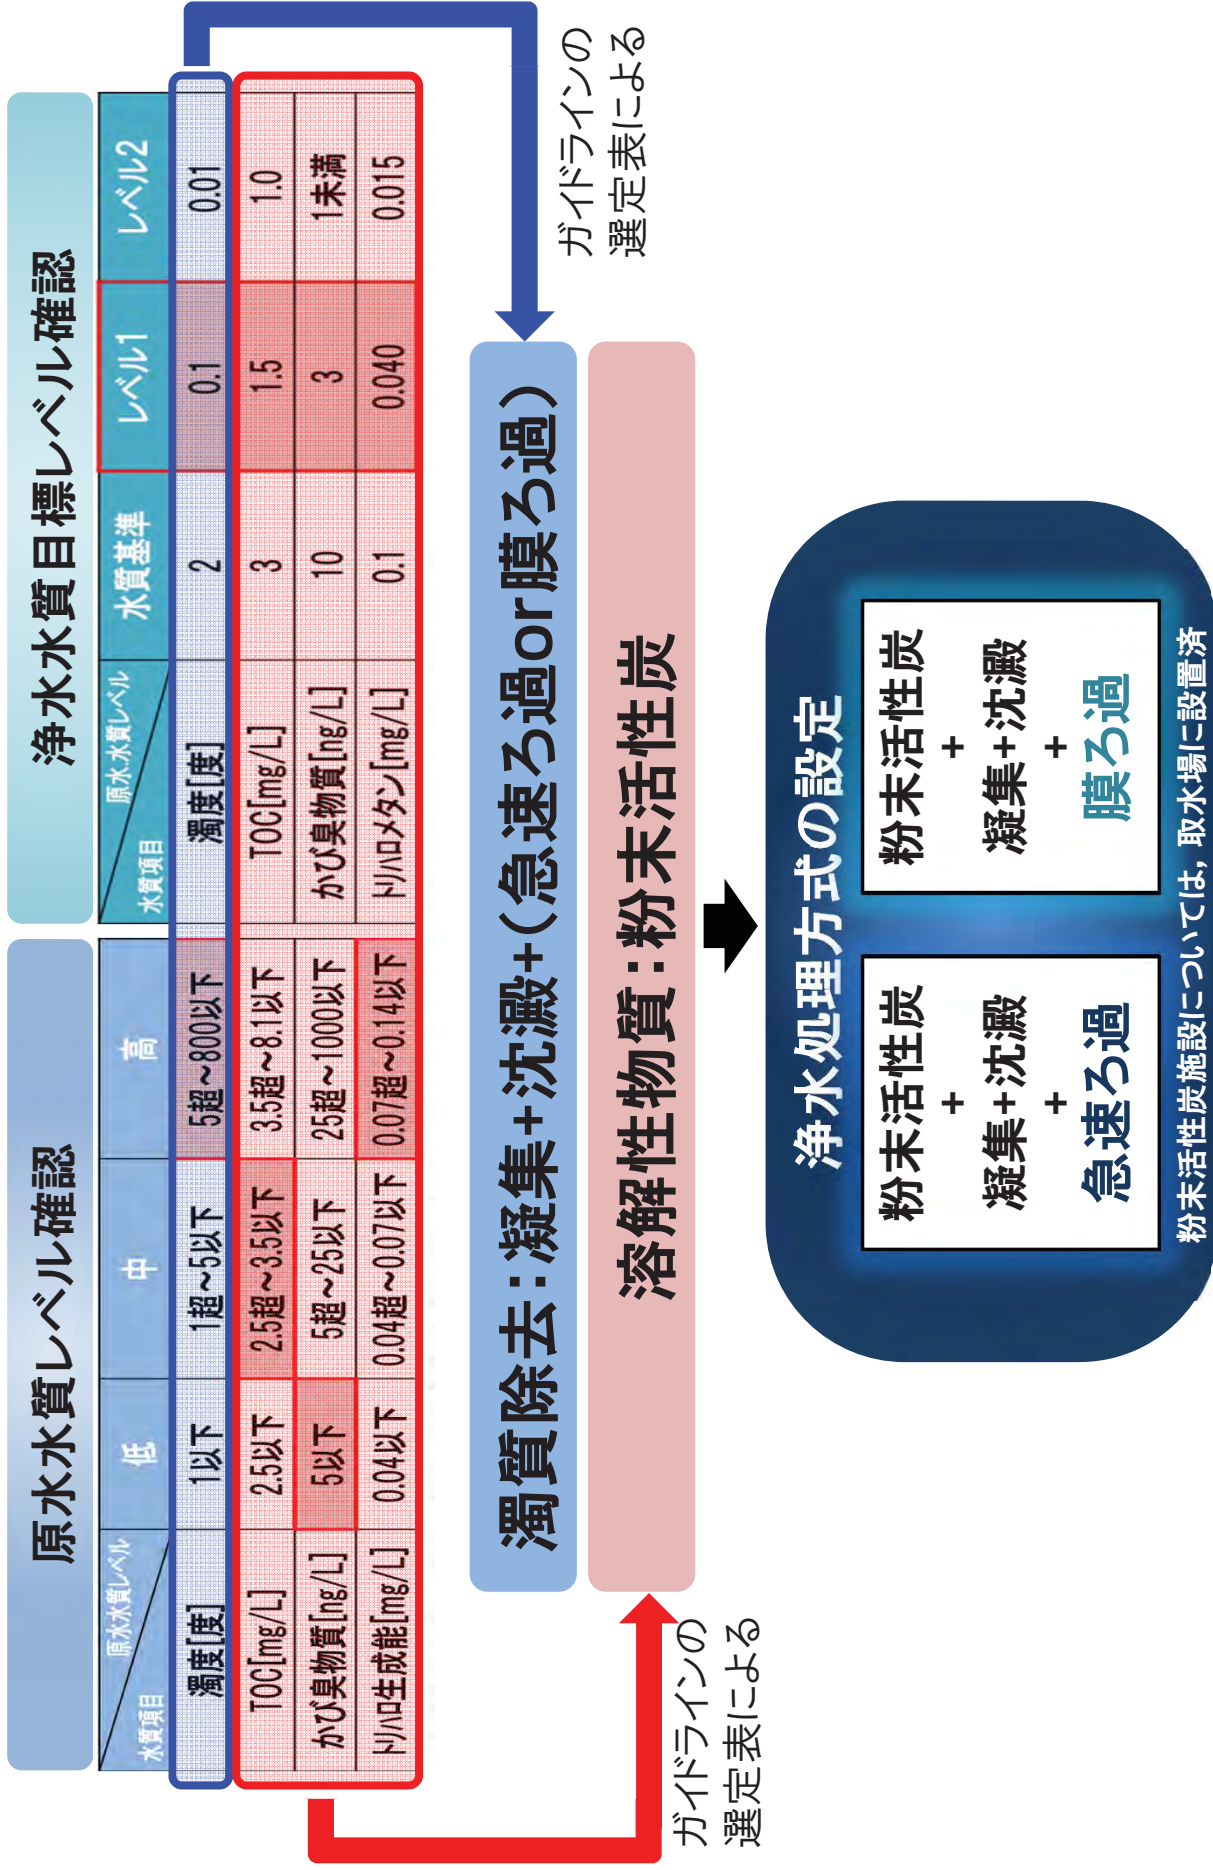 原水水質レベル確認
浄水水質目標レベル確認
原水水質レベル
水質項目
低
中
高
濁度[度]
1以下
1超～5以下
5超～800以下
TOC[mg/L]
2.5以下
2.5超～3.5以下
3.5超～8.1以下
かび臭物質[ng/L]
5以下
5超～25以下
25超～1000以下
トリハロ生成能[mg/L]
0.04以下
0.04超～0.07以下
0.07超～0.14以下
原水.水質レベル
水質項目
水質基準
レベル1
レベル2
濁度[度]
2
0.1
0.01
TOC[mg/L]
3
1.5
1.0
かび臭物質[ng/L]
10
3
1未満
トリハロメタン[mg/L]
0.1
0.040
0.015
ガイドラインの
選定表による
濁質除去：凝集+沈澱+(急速ろ過or膜ろ過)
溶解性物質：粉末活性炭
ガイドラインの
選定表による
浄水処理方式の設定
粉末活性炭
+
凝集+沈澱
+
急速ろ過
粉末活性炭
+
凝集+沈澱
+
膜ろ過
粉末活性炭施設については，取水場に設置済